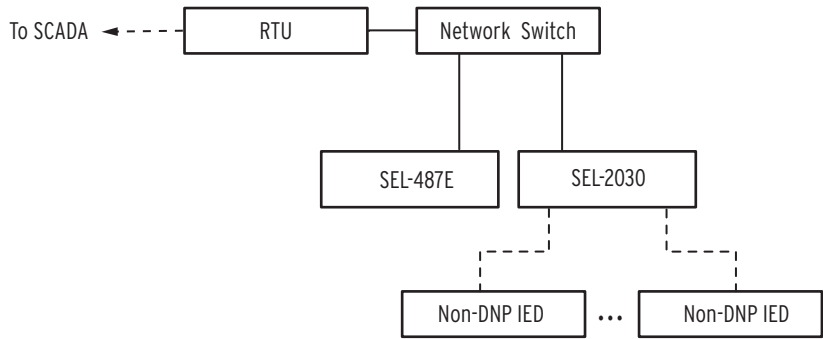 To SCADA
RTU
Network Switch
SEL-487E
SEL-2030
Non-DNP IED
...
Non-DNP IED